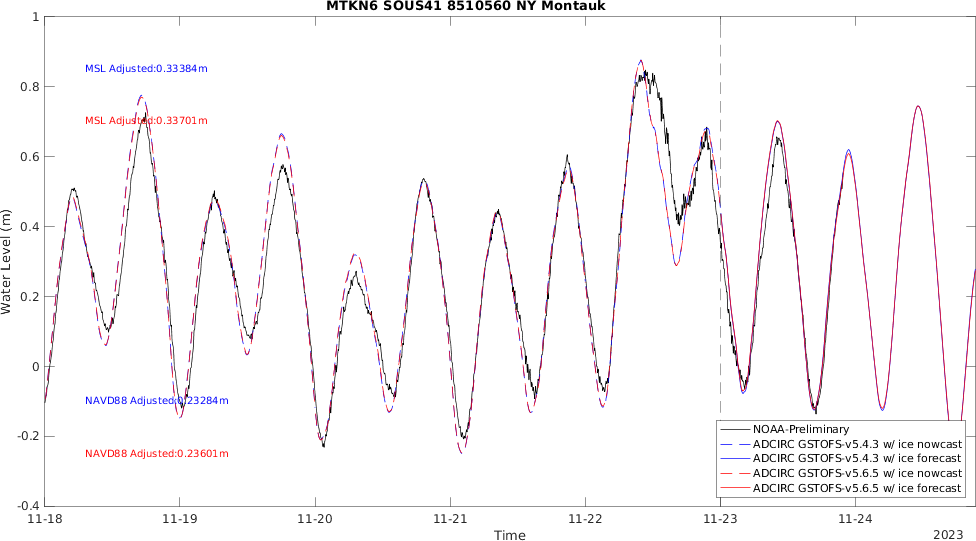 MTKN6 SOUS41 8510560 NY Montauk
Water Level (m)
1
0.8
0.6
0.4
0.2
0
-0.2
-0.4
MSL Adjusted:0.33384m
MSL Adjusted:0.33701m
NAVD88 Adjusted:0.23284m
NAVD88 Adjusted:0.23601m
NOAA-Preliminary
ADCIRC GSTOFS-v5.4.3 w/ ice nowcast
ADCIRC GSTOFS-v5.4.3 w/ ice forecast
ADCIRC GSTOFS-v5.6.5 w/ ice nowcast
ADCIRC GSTOFS-v5.6.5 w/ ice forecast
11-18 11-19 11-20 11-21 11-22 11-23 11-24
Time
2023